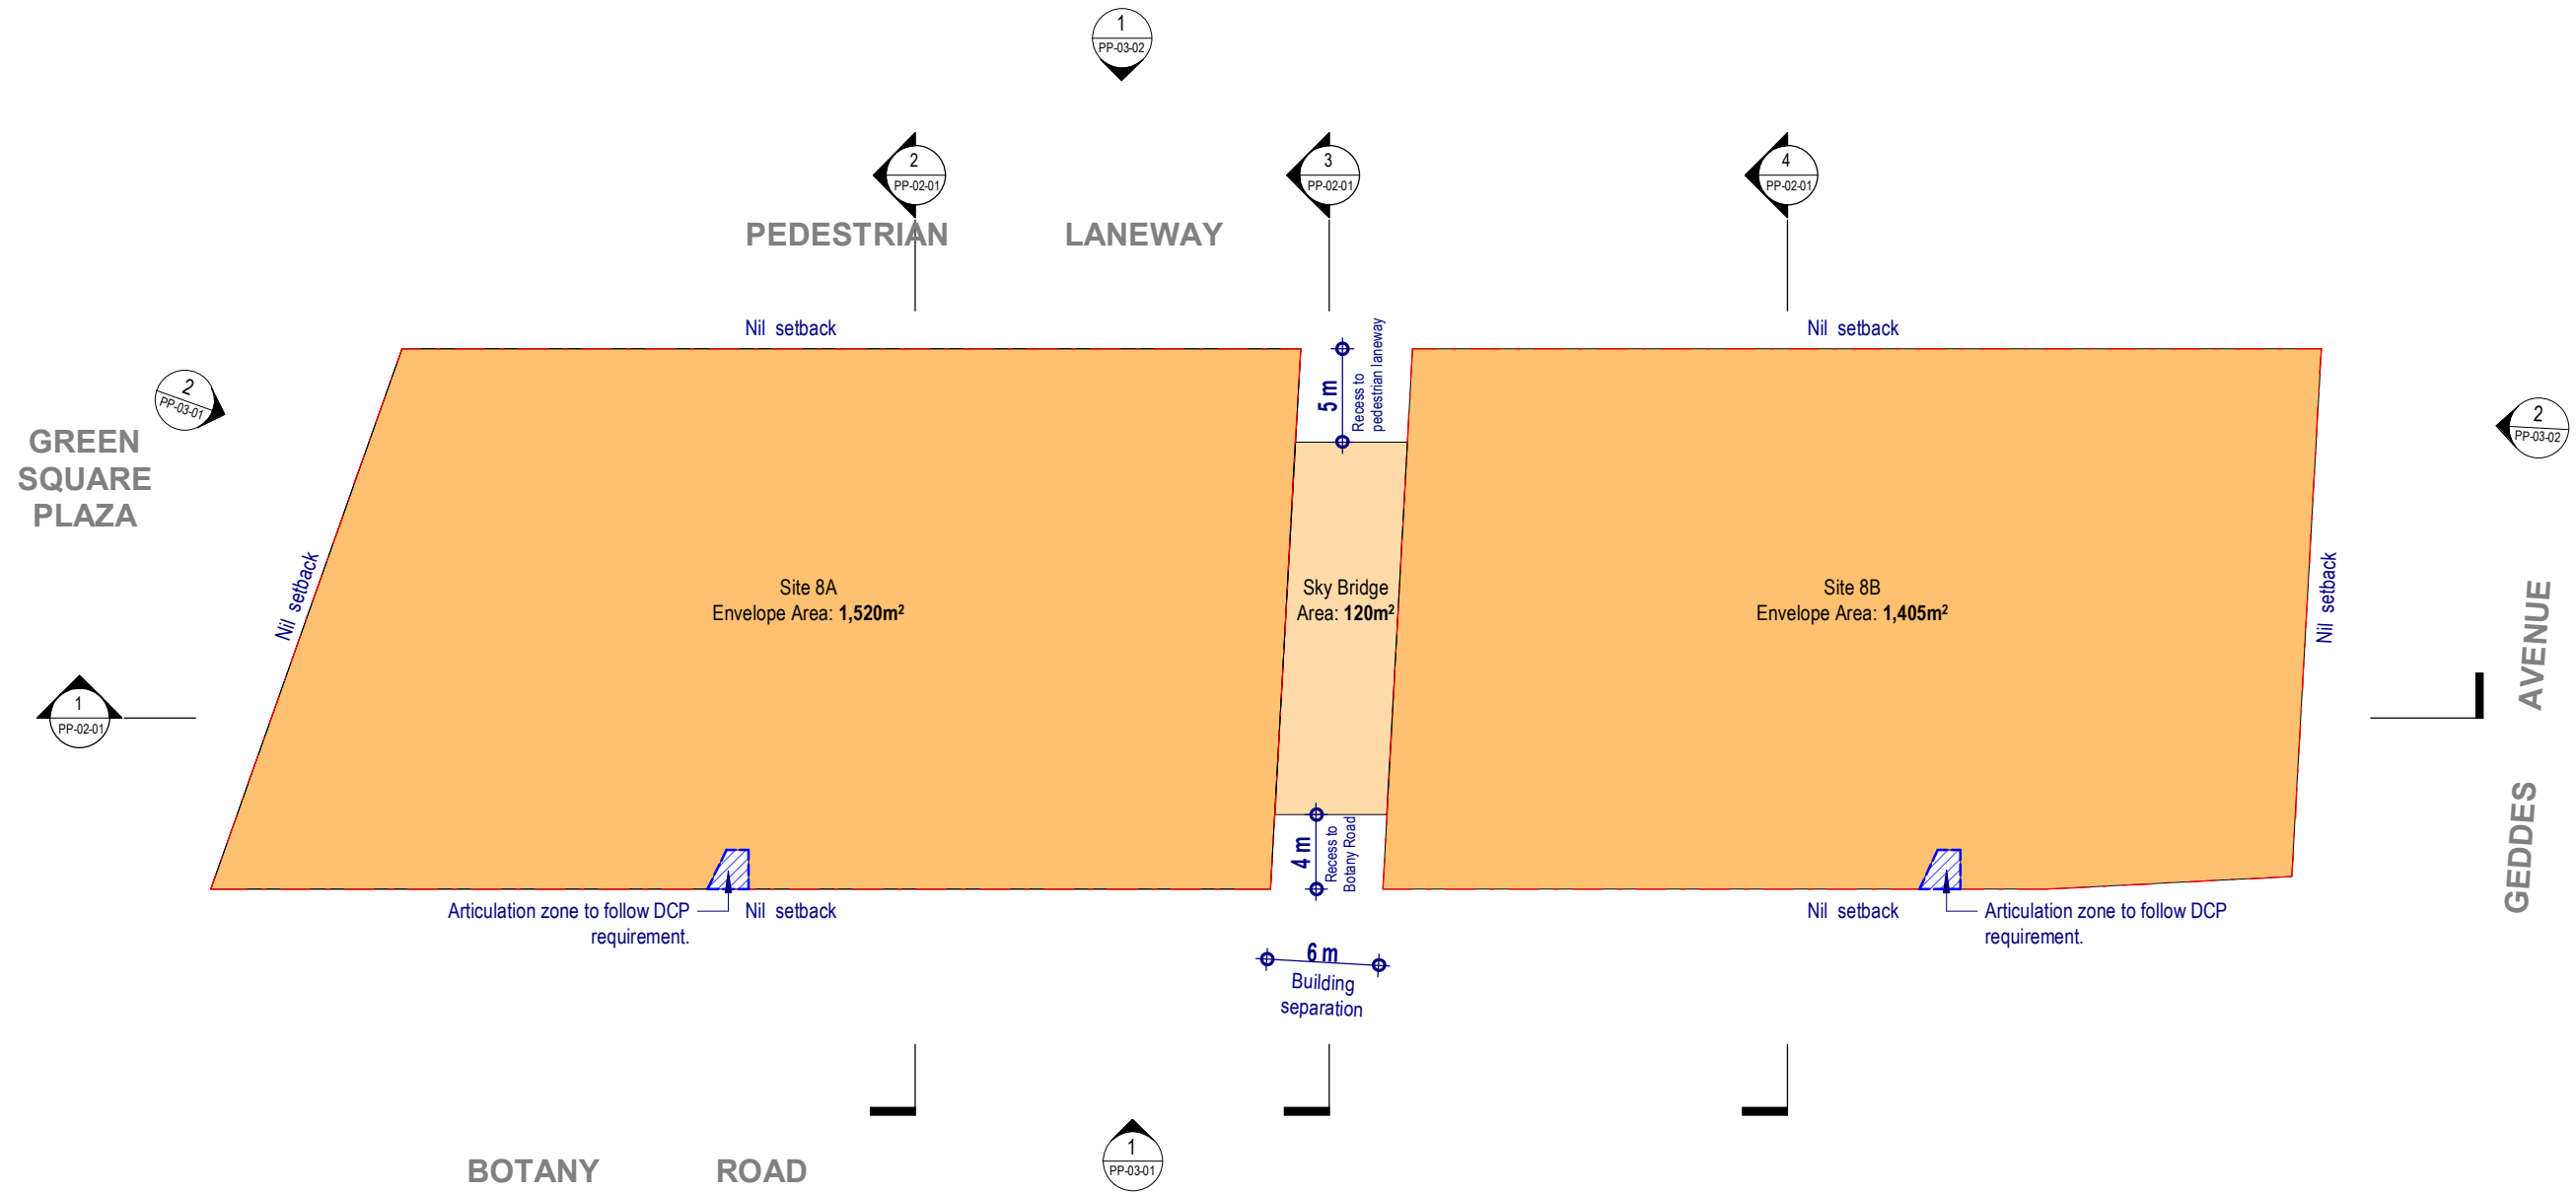 1
PP-03-02
2
PP-02-01
3
PP-02-01
4
PP-02-01
PEDESTRIAN LANEWAY
Nil setback
Nil setback
5 m
Recess to
pedestrian laneway
2
PP-03-01
2
PP-03-02
GREEN
SQUARE
PLAZA
Nil setback
Site 8A
Envelope Area: 1,520m²
Sky Bridge
Area: 120m²
Site 8B
Envelope Area: 1,405m²
Nil setback
GEDDES AVENUE
1
PP-02-01
4 m
Recess to
Botany Road
Articulation zone to follow DCP
requirement.
Nil setback
Nil setback
Articulation zone to follow DCP
requirement.
6 m
Building
separation
BOTANY ROAD
1
PP-03-01